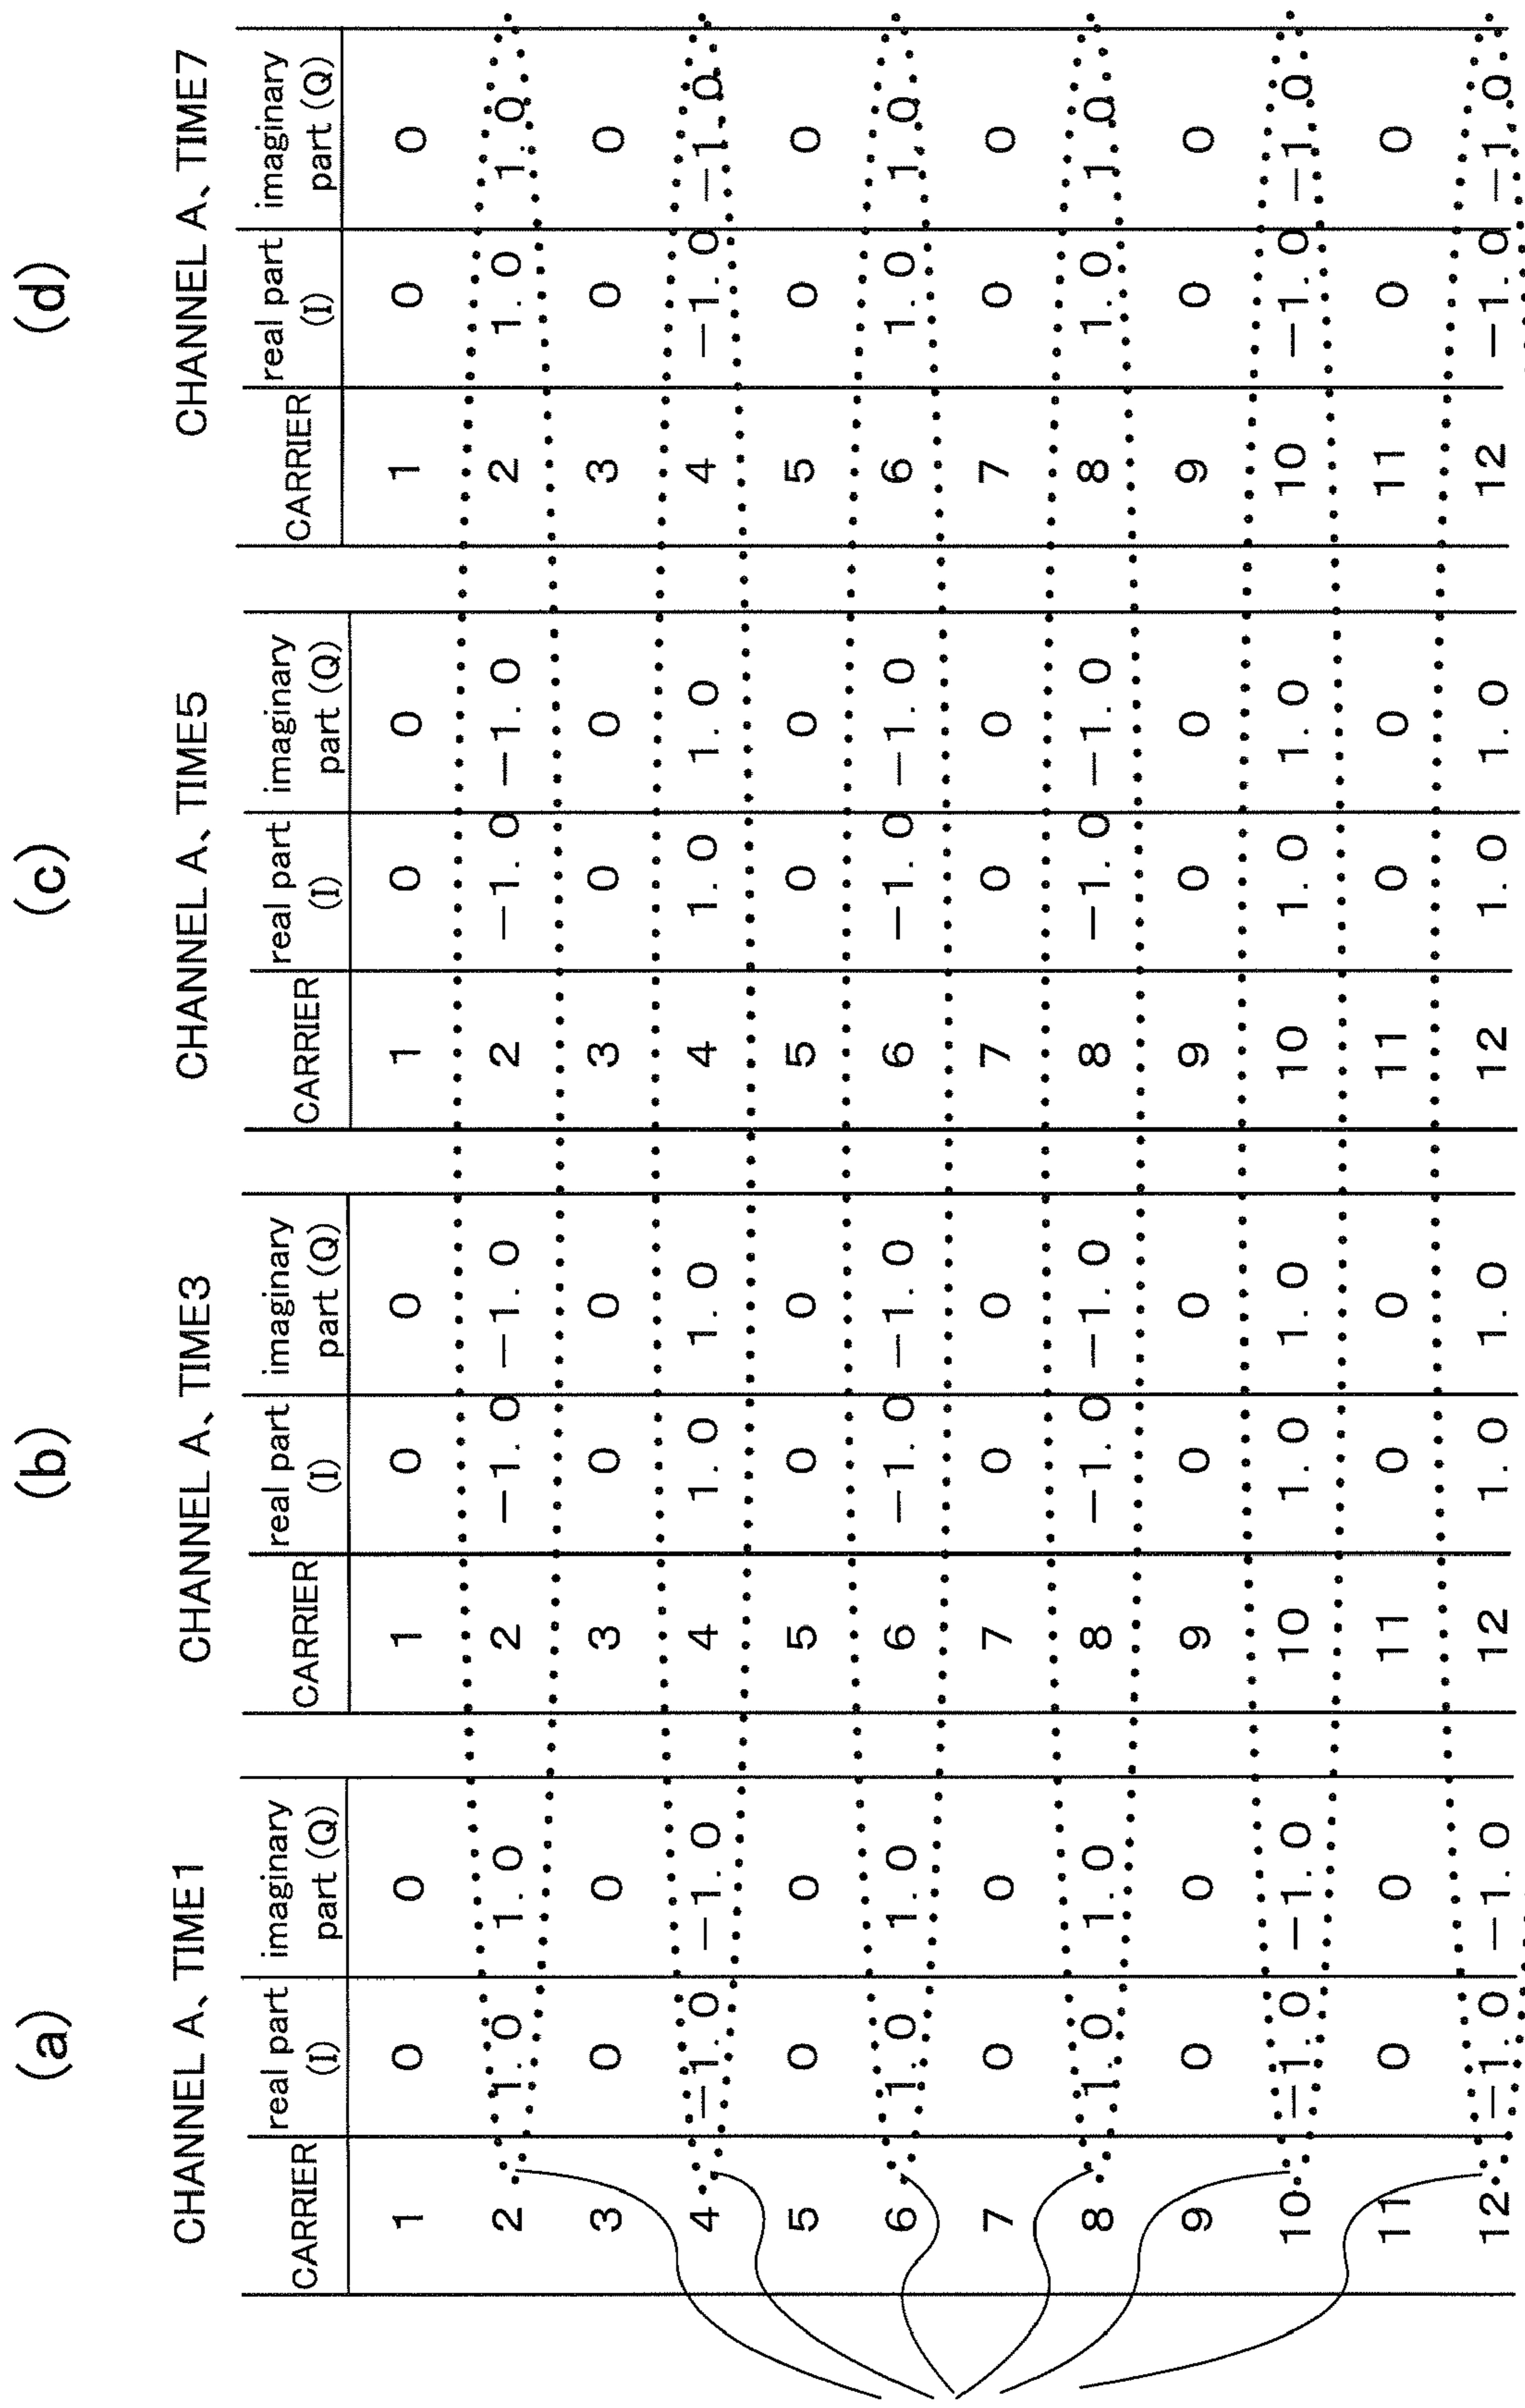 (a)
CHANNEL A、TIME1
CARRIER real part (I) imaginary part (Q)
1 0 0
2 1.0 1.0
3 0 0
4 −1.0 −1.0
5 0 0
6 1.0 1.0
7 0 0
8 1.0 1.0
9 0 0
10 −1.0 −1.0
11 0 0
12 −1.0 −1.0
(b)
CHANNEL A、TIME3
CARRIER real part (I) imaginary part (Q)
1 0 0
2 −1.0 −1.0
3 0 0
4 1.0 1.0
5 0 0
6 −1.0 −1.0
7 0 0
8 −1.0 −1.0
9 0 0
10 1.0 1.0
11 0 0
12 1.0 1.0
(c)
CHANNEL A、TIME5
CARRIER real part (I) imaginary part (Q)
1 0 0
2 −1.0 −1.0
3 0 0
4 1.0 1.0
5 0 0
6 −1.0 −1.0
7 0 0
8 −1.0 −1.0
9 0 0
10 1.0 1.0
11 0 0
12 1.0 1.0
(d)
CHANNEL A、TIME7
CARRIER real part (I) imaginary part (Q)
1 0 0
2 1.0 1.0
3 0 0
4 −1.0 −1.0
5 0 0
6 1.0 1.0
7 0 0
8 1.0 1.0
9 0 0
10 −1.0 −1.0
11 0 0
12 −1.0 −1.0